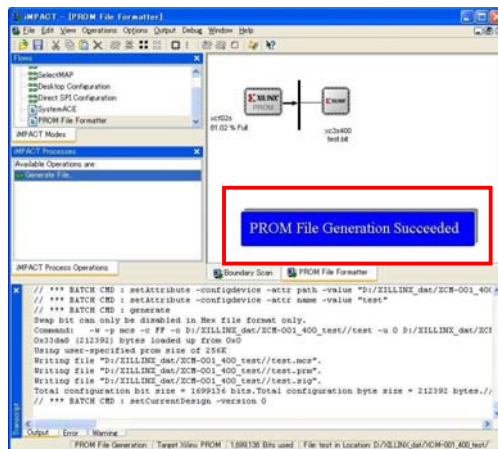 iMPACT - [PROM File Formatter]
File Edit View Operations Options Output Debug Window Help
Flows
SelectMAP
Desktop Configuration
Direct SPI Configuration
SystemACE
PROM File Formatter
iMPACT Modes
iMPACT Processes
Available Operations are:
Generate File...
iMPACT Process Operations
XILINX
PROM
xcf02s
81.02 % Full
XILINX
xc3s400
test.bit
PROM File Generation Succeeded
Boundary Scan
PROM File Formatter
// *** BATCH CMD : setAttribute -configdevice -attr path -value "D:/XILLINX_dat/XCM-001_400
// *** BATCH CMD : setAttribute -configdevice -attr name -value "test"
// *** BATCH CMD : generate
Swap bit can only be disabled in Hex file format only.
Command: -w -p mcs -c FF -o D:/XILLINX_dat/XCM-001_400_test//test -u 0 D:/XILLINX_dat/XCM-001_400
0x33da8 (212392) bytes loaded up from 0x0
Using user-specified prom size of 256K
Writing file "D:/XILLINX_dat/XCM-001_400_test//test.mcs".
Writing file "D:/XILLINX_dat/XCM-001_400_test//test.prm".
Writing file "D:/XILLINX_dat/XCM-001_400_test//test.sig".
Total configuration bit size = 1699136 bits.Total configuration byte size = 212392 bytes.//
// *** BATCH CMD : setCurrentDesign -version 0
Transcript
Output Error Warning
PROM File Generation Target Xilinx PROM 1,699,136 Bits used File: test in Location: D:/XILLINX_dat/XCM-001_400_test//